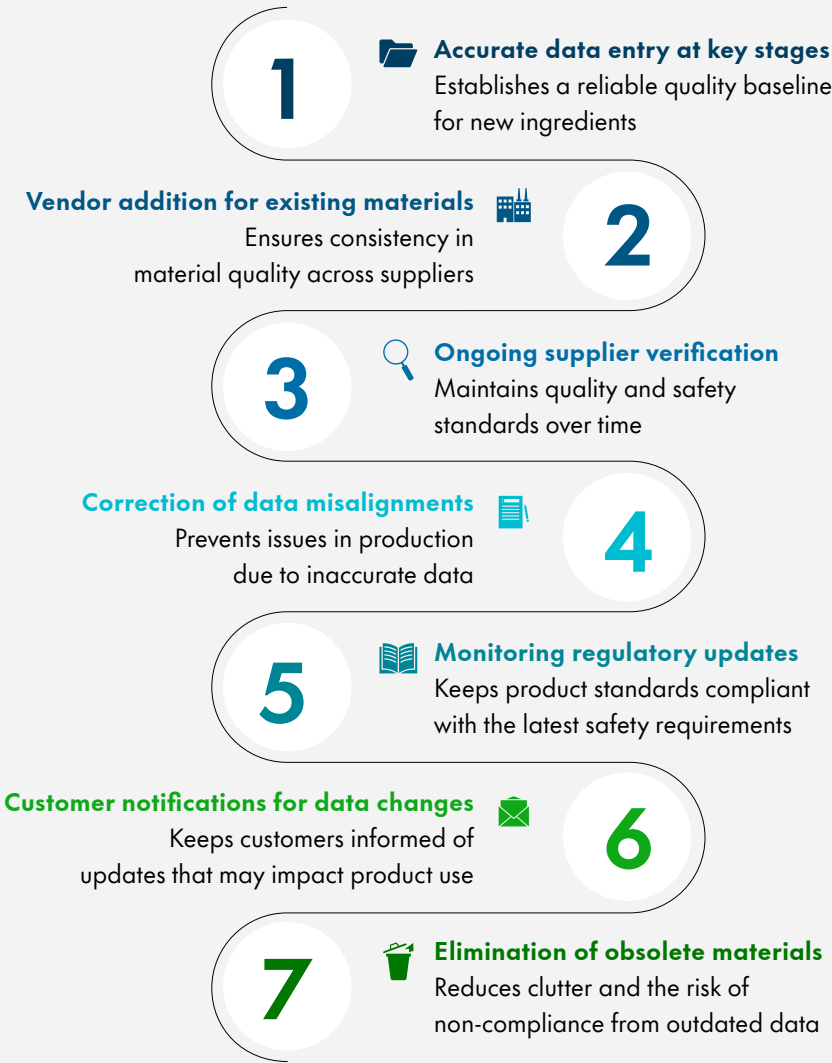 1
Accurate data entry at key stages
Establishes a reliable quality baseline
for new ingredients
Vendor addition for existing materials
Ensures consistency in
material quality across suppliers
2
3
Ongoing supplier verification
Maintains quality and safety
standards over time
Correction of data misalignments
Prevents issues in production
due to inaccurate data
4
5
Monitoring regulatory updates
Keeps product standards compliant
with the latest safety requirements
Customer notifications for data changes
Keeps customers informed of
updates that may impact product use
6
7
Elimination of obsolete materials
Reduces clutter and the risk of
non-compliance from outdated data